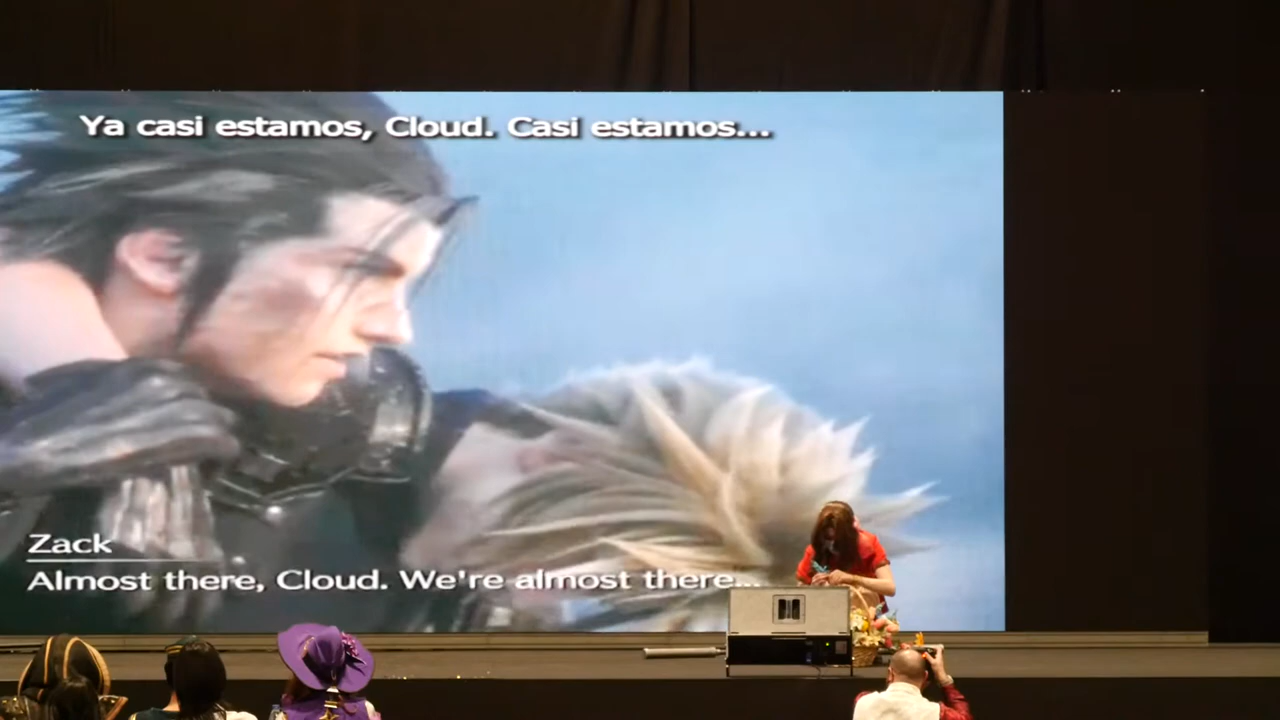 Ya casi estamos, Cloud. Casi estamos...
Zack
Almost there, Cloud. We're almost there...